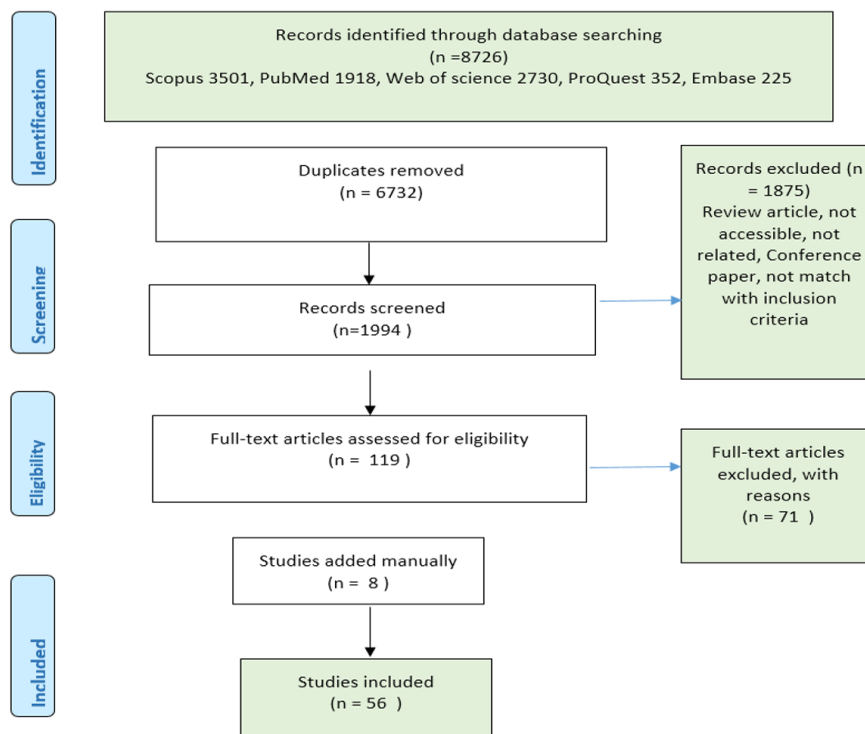 Identification
Records identified through database searching
(n =8726)
Scopus 3501, PubMed 1918, Web of science 2730, ProQuest 352, Embase 225
Duplicates removed
(n = 6732)
Records excluded (n
= 1875)
Review article, not
accessible, not
related, Conference
paper, not match
with inclusion
criteria
Screening
Records screened
(n=1994 )
Eligibility
Full-text articles assessed for eligibility
(n = 119 )
Full-text articles
excluded, with
reasons
(n = 71 )
Studies added manually
(n = 8 )
Included
Studies included
(n = 56 )